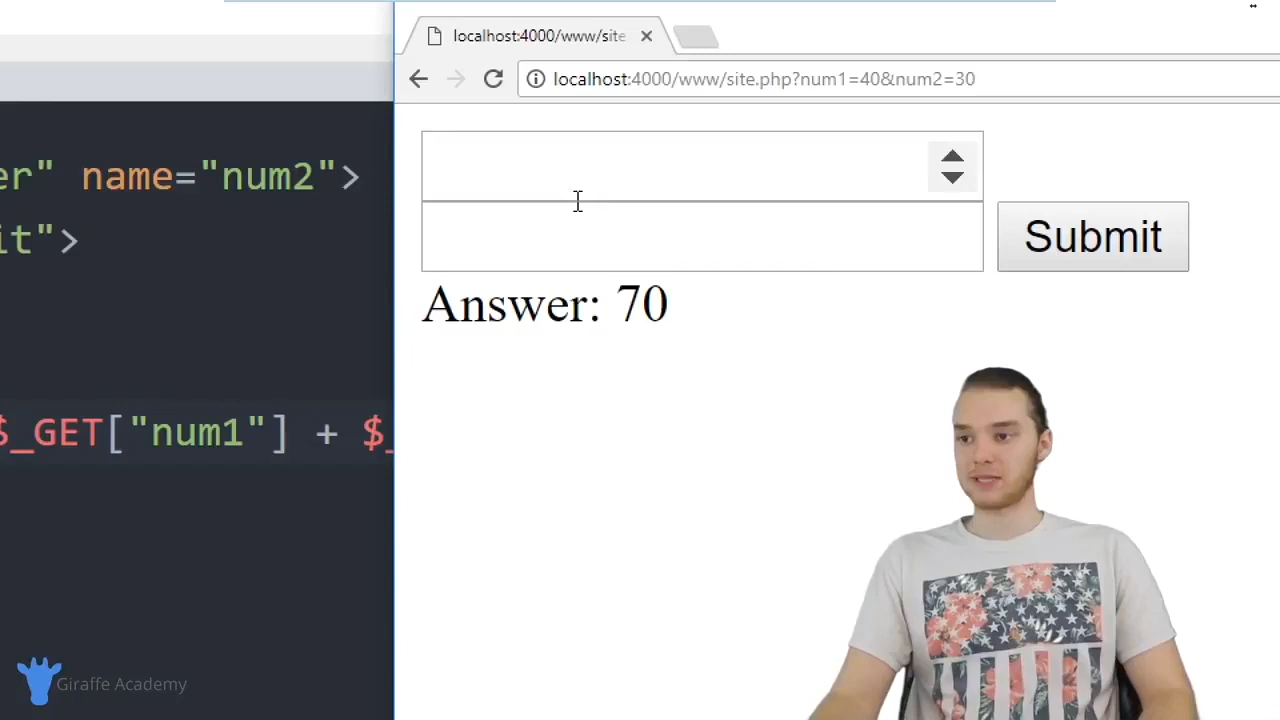 localhost:4000/www/site
localhost:4000/www/site.php?num1=40&num2=30
er" name="num2">
it">
Submit
Answer: 70
$_GET["num1"] + $_
Giraffe Academy